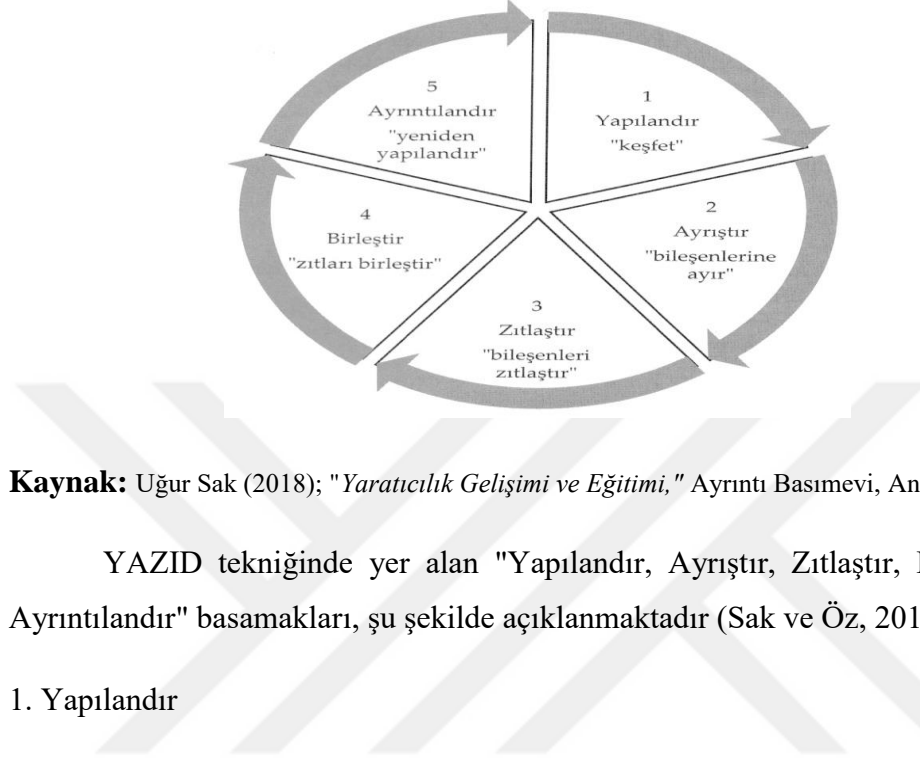 5
Ayrıntılandır
"yeniden
yapılandır"
1
Yapılandır
"keşfet"
2
Ayrıştır
"bileşenlerine
ayır"
3
Zıtlaştır
"bileşenleri
zıtlaştır"
4
Birleştir
"zıtları birleştir"
Kaynak: Uğur Sak (2018); "Yaratıcılık Gelişimi ve Eğitimi," Ayrıntı Basımevi,
YAZID tekniğinde yer alan "Yapılandır, Ayrıştır, Zıtlaştır,
Ayrıntılandır" basamakları, şu şekilde açıklanmaktadır (Sak ve Öz,
1. Yapılandır